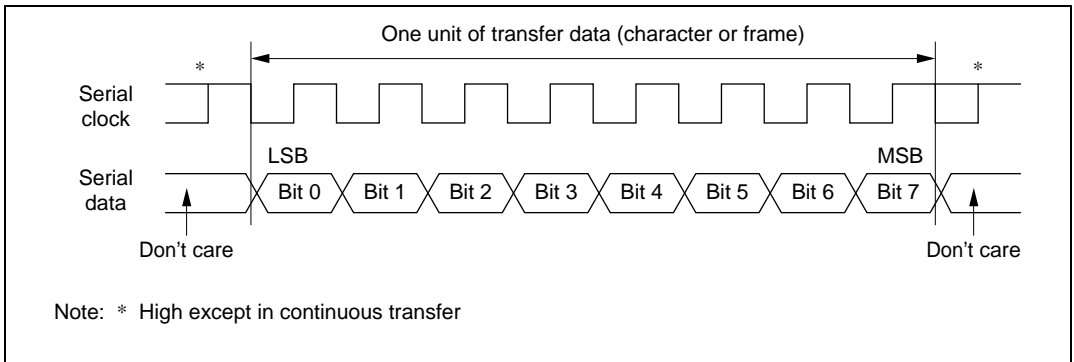 One unit of transfer data (character or frame)
* *
Serial
clock
LSB MSB
Serial
data
Bit 0 Bit 1 Bit 2 Bit 3 Bit 4 Bit 5 Bit 6 Bit 7
Don't care Don't care
Note: * High except in continuous transfer